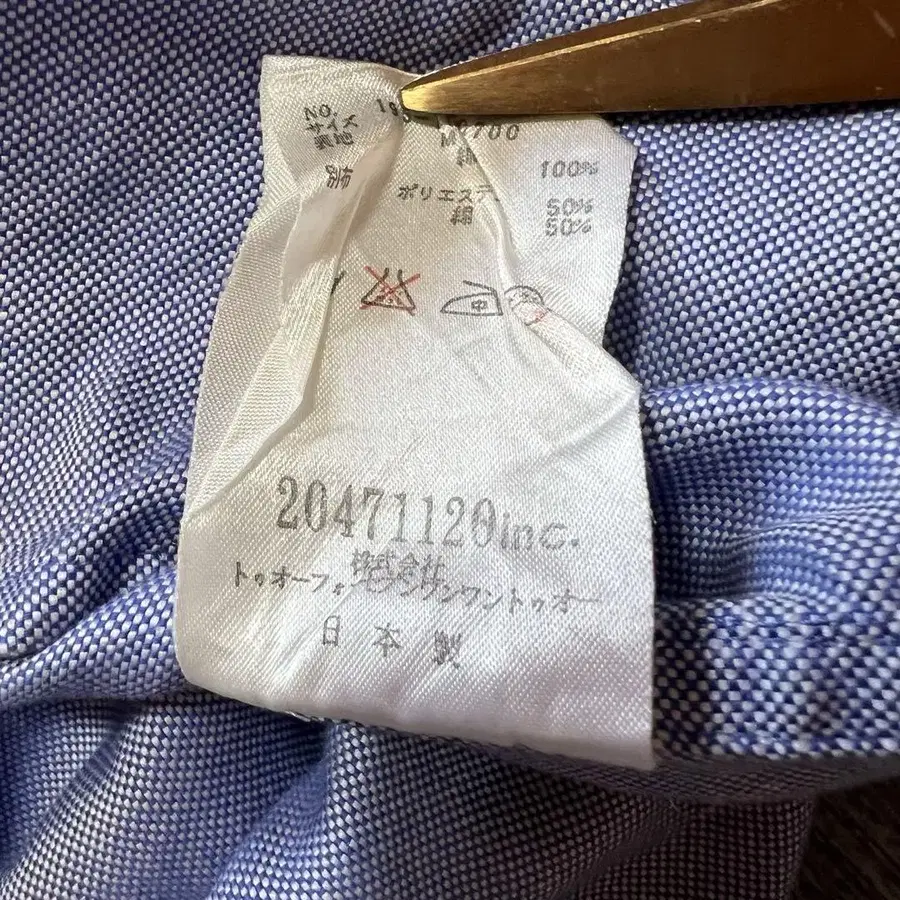 NO.
サイズ
表地 綿 100%
別布 ポリエステ
50%
綿 50%
中
20471120inc.
株式会社
トゥオーフォーセブンワンワントゥオー
日本製